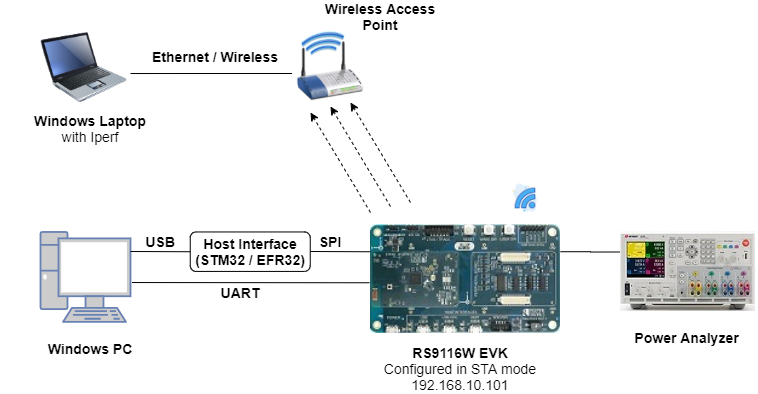 Wireless Access
Point
Ethernet / Wireless
Windows Laptop
with Iperf
USB
Host Interface
(STM32 / EFR32)
SPI
UART
Windows PC
RS9116W EVK
Configured in STA mode
192.168.10.101
Power Analyzer